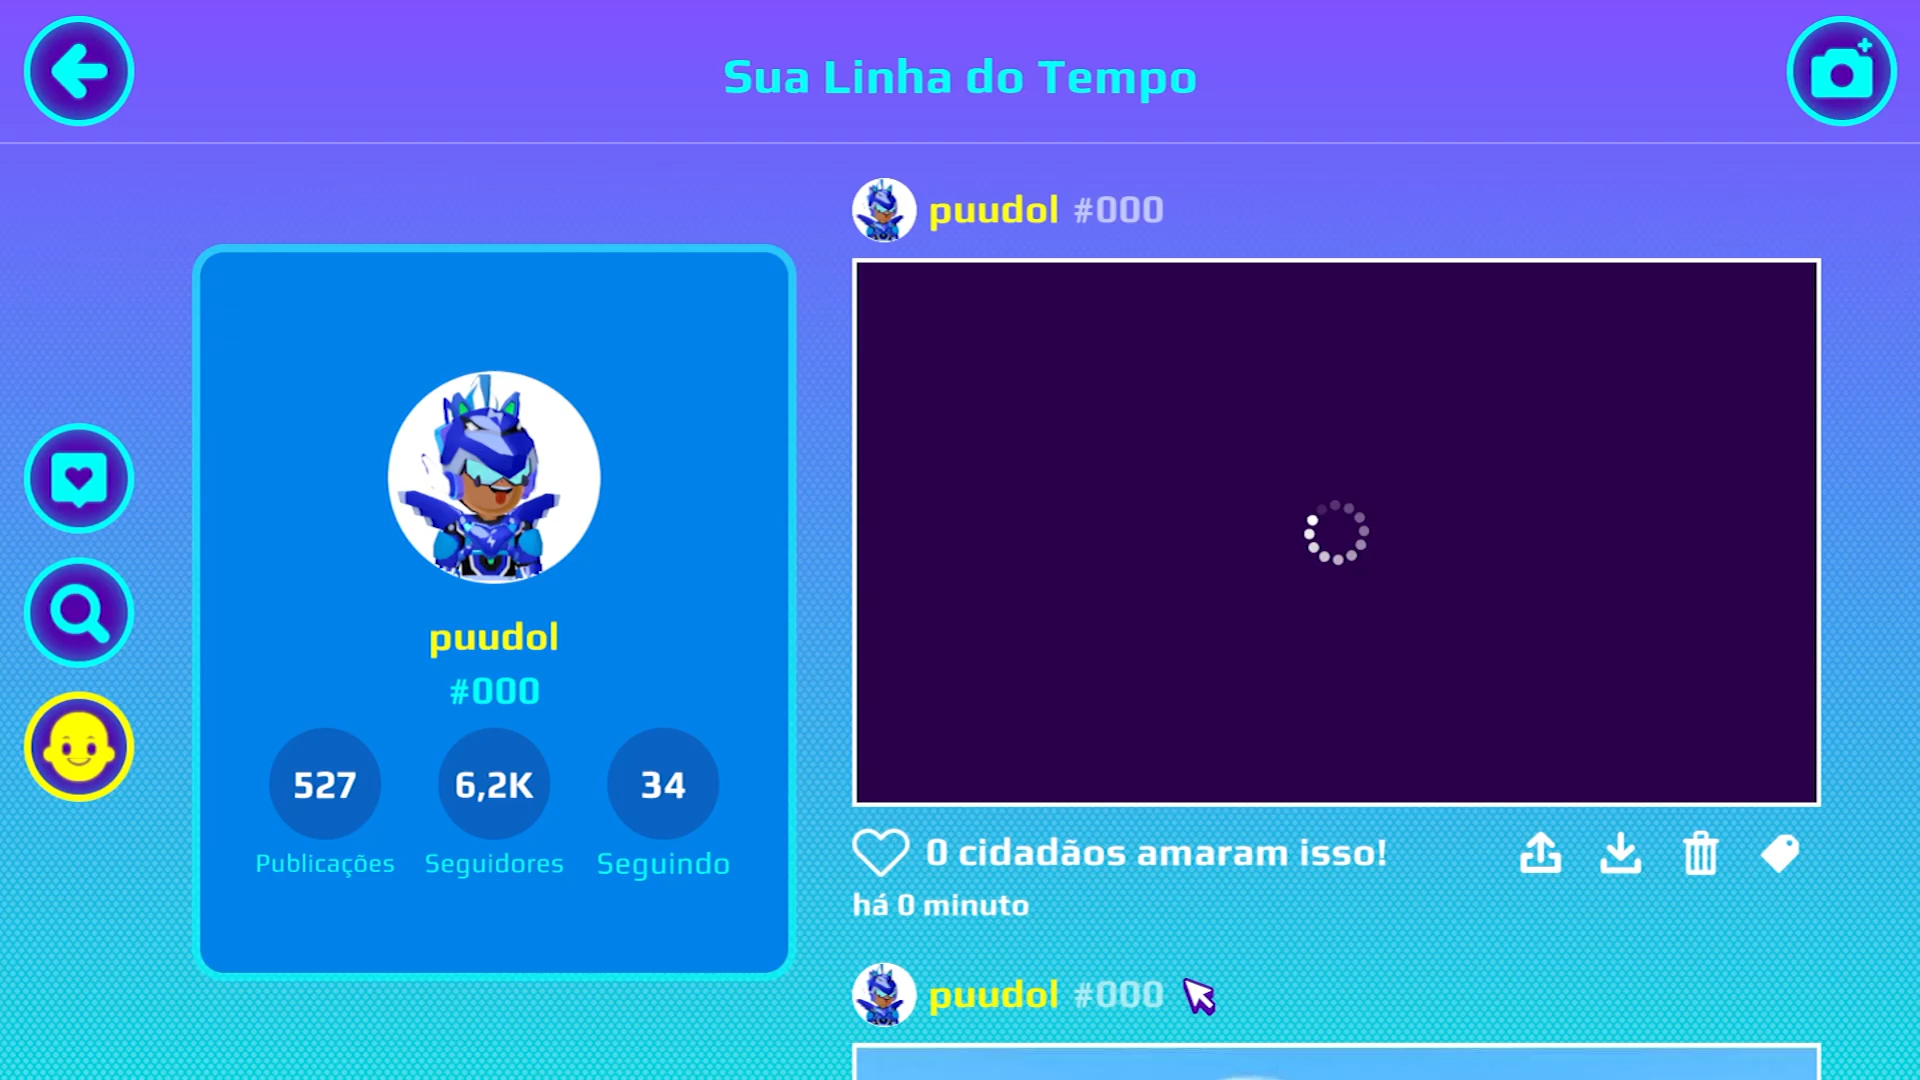 Sua Linha do Tempo
puudol #000
puudol
#000
527
6,2K
34
Publicações
Seguidores
Seguindo
0 cidadãos amaram isso!
há 0 minuto
puudol #000